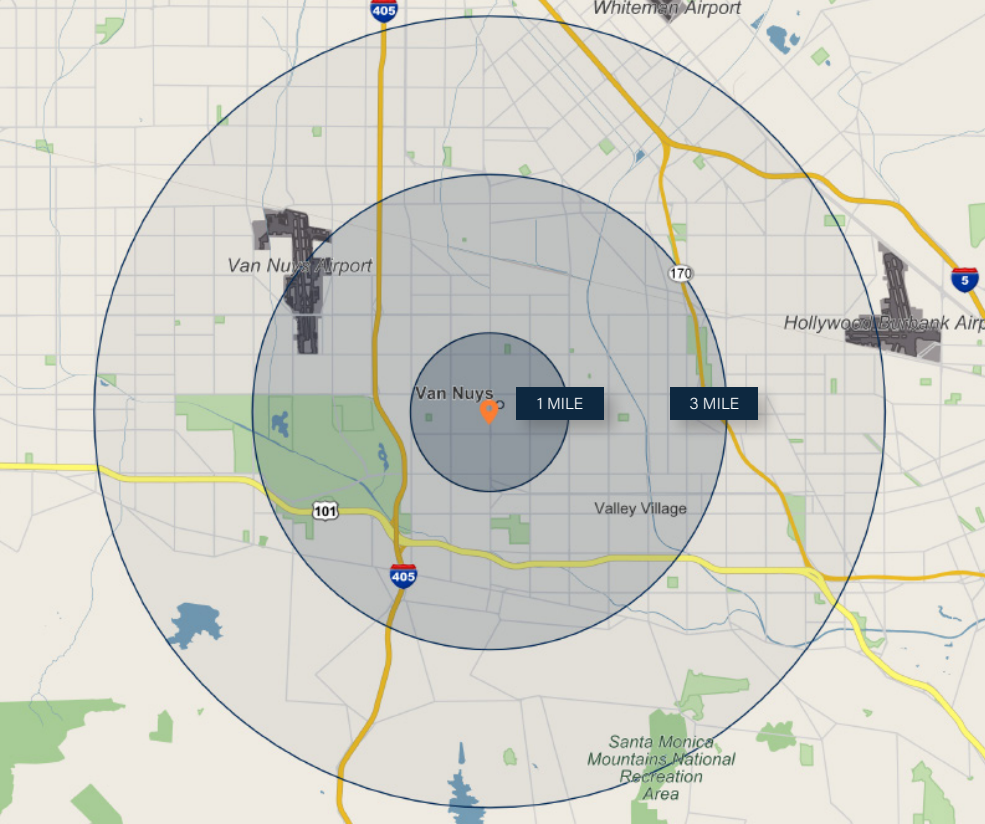 405
Whiteman Airport
Van Nuys Airport
170
5
Hollywood Burbank Airp
Van Nuys
1 MILE
3 MILE
101
Valley Village
405
Santa Monica
Mountains National
Recreation
Area